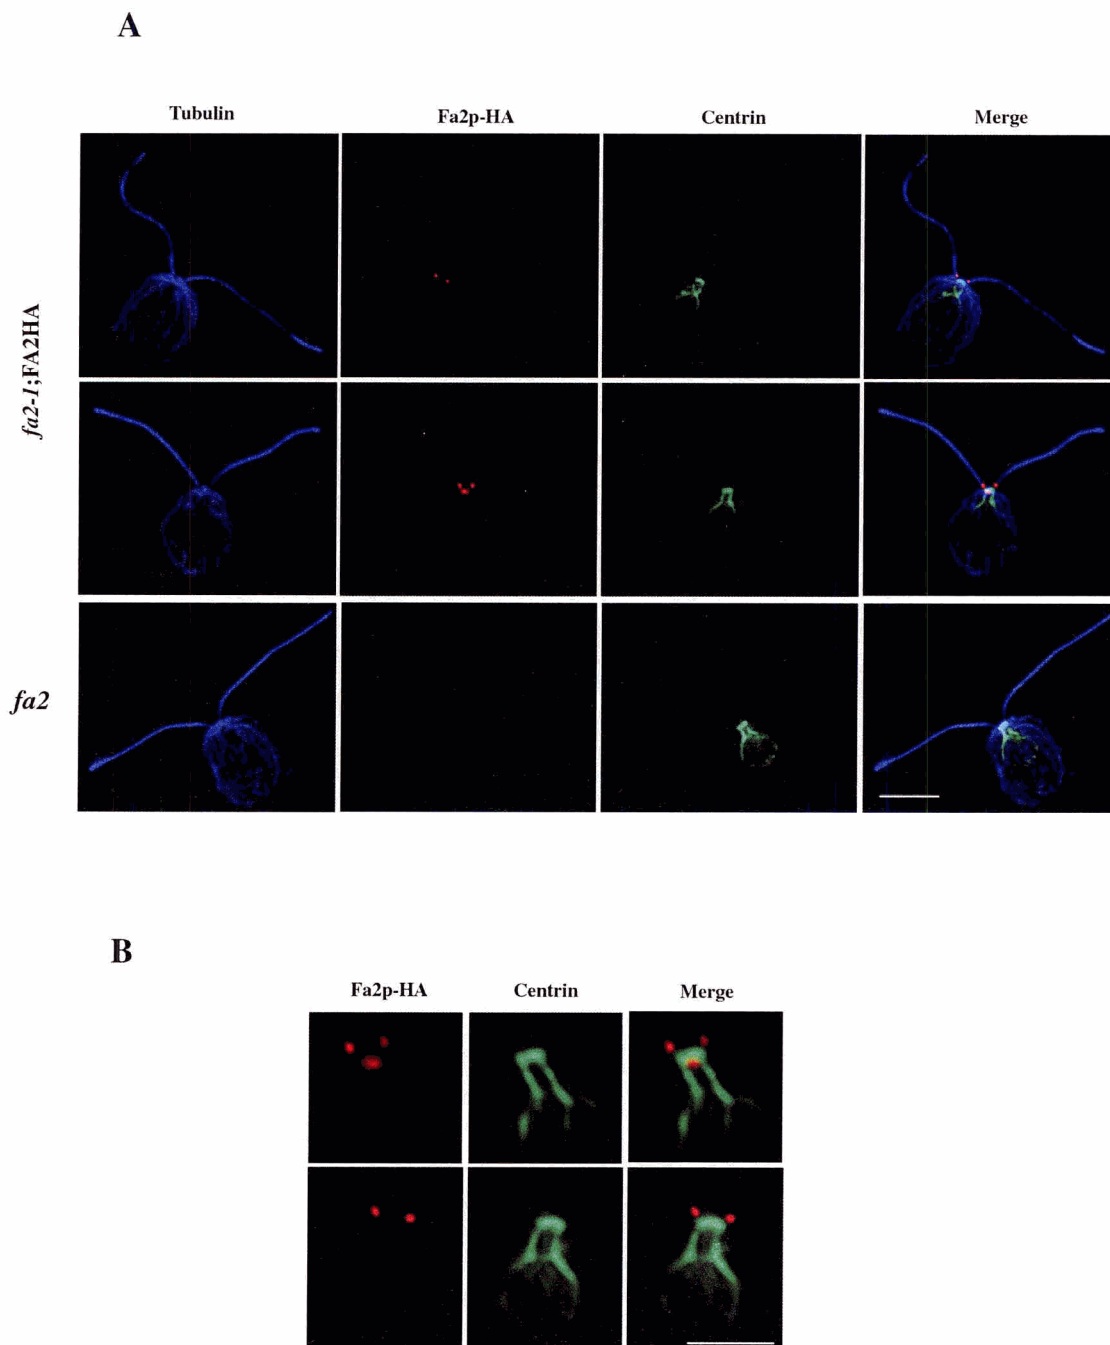 A
Tubulin Fa2p-HA Centrin Merge
fa2-1;FA2HA
fa2
B
Fa2p-HA Centrin Merge